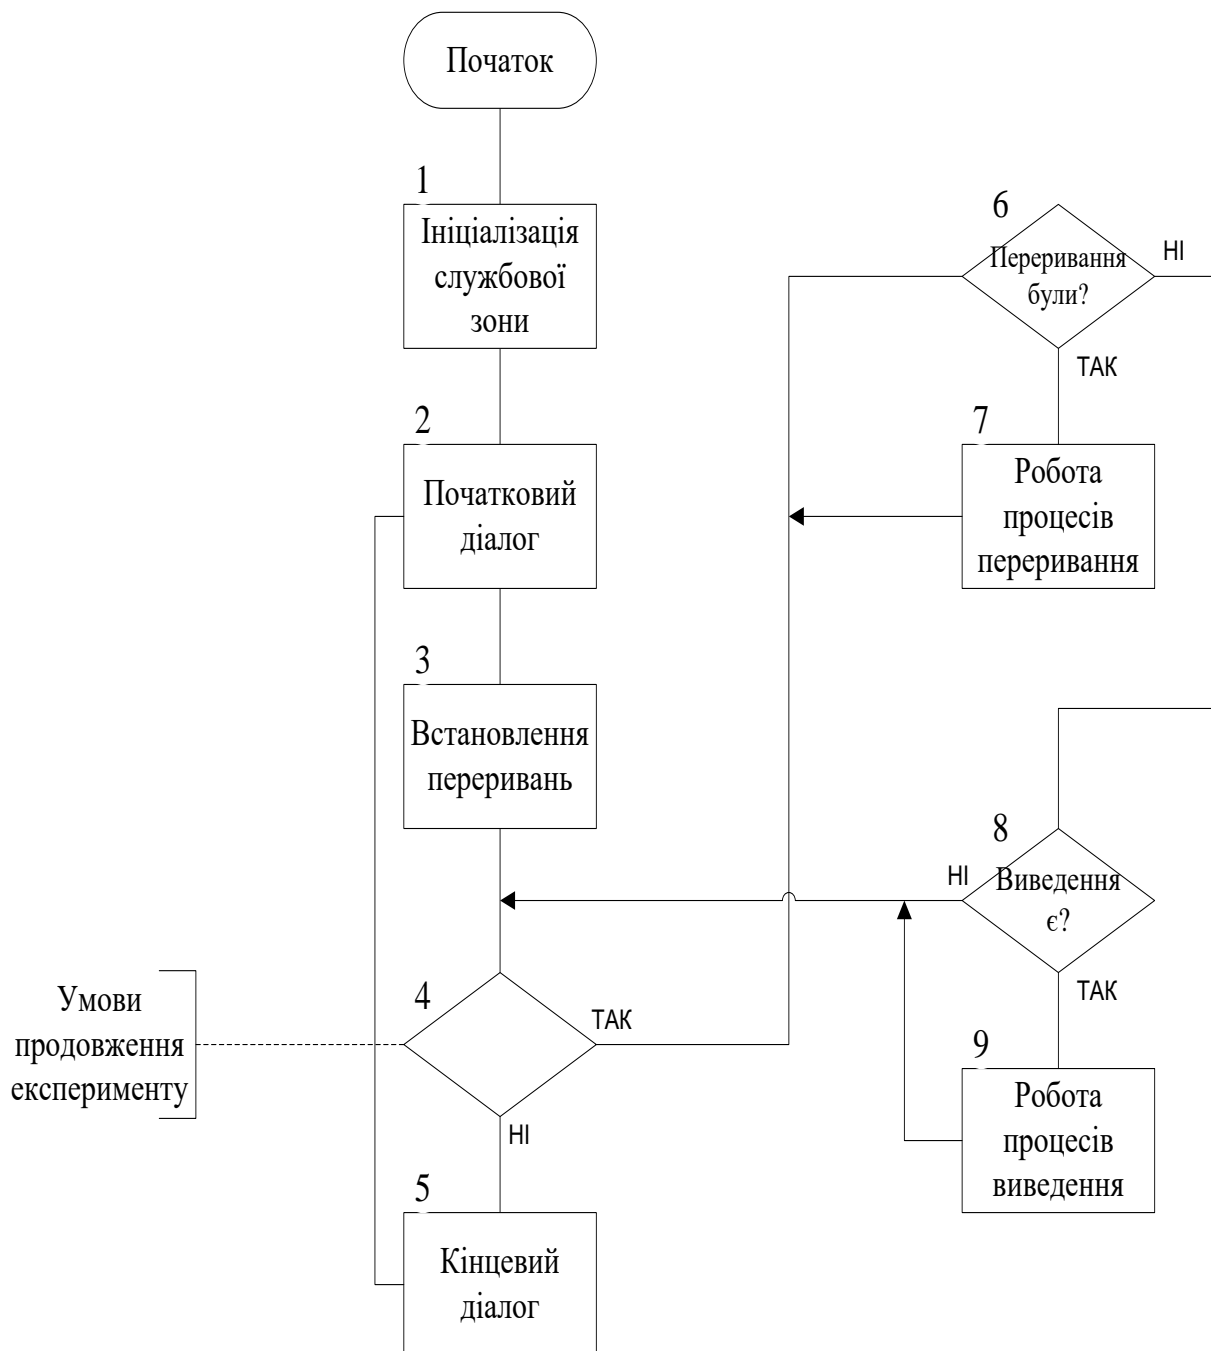 Початок
1
Ініціалізація
службової
зони
2
Початковий
діалог
3
Встановлення
переривань
4
ТАК
НІ
Умови
продовження
експерименту
5
Кінцевий
діалог
6
Переривання
були?
НІ
ТАК
7
Робота
процесів
переривання
8
Виведення
є?
НІ
ТАК
9
Робота
процесів
виведення